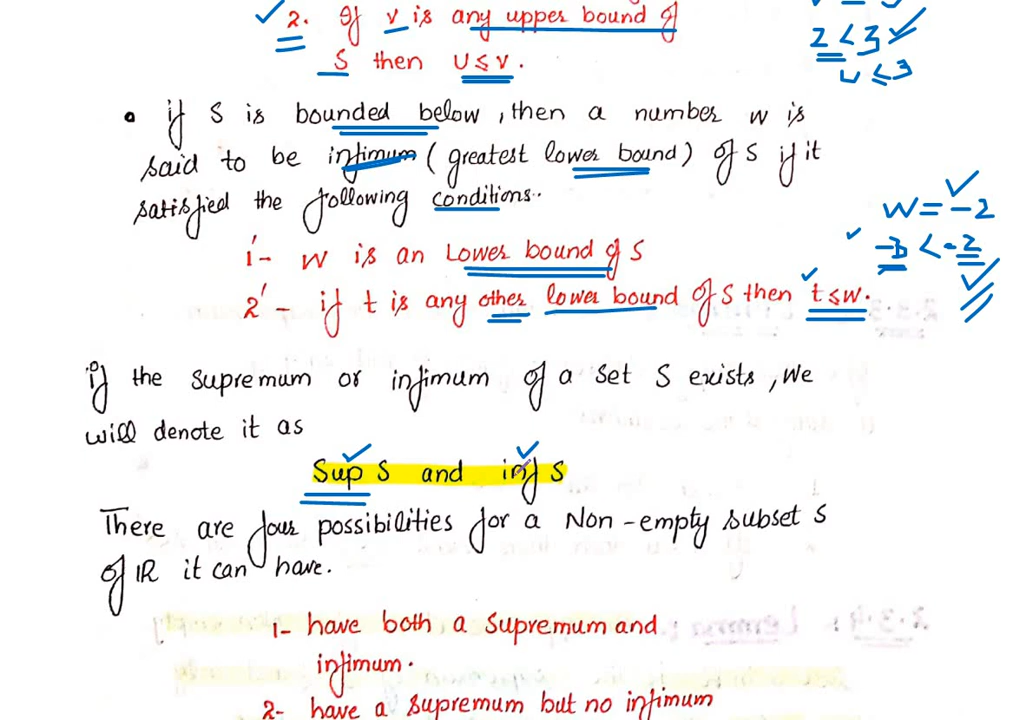 2. If v is any upper bound of
2 < 3
S then U ≤ v.
U ≤ 3
• if S is bounded below, then a number w is
said to be infimum (greatest lower bound) of S if it
satisfied the following conditions..
W = -2
1'- W is an Lower bound of S
-3 < -2
2'- if t is any other lower bound of S then t ≤ w.
if the supremum or infimum of a set S exists, we
will denote it as
Sup S and inf S
There are four possibilities for a Non-empty subset S
of IR it can have.
1- have both a supremum and
infimum.
2- have a supremum but no infimum